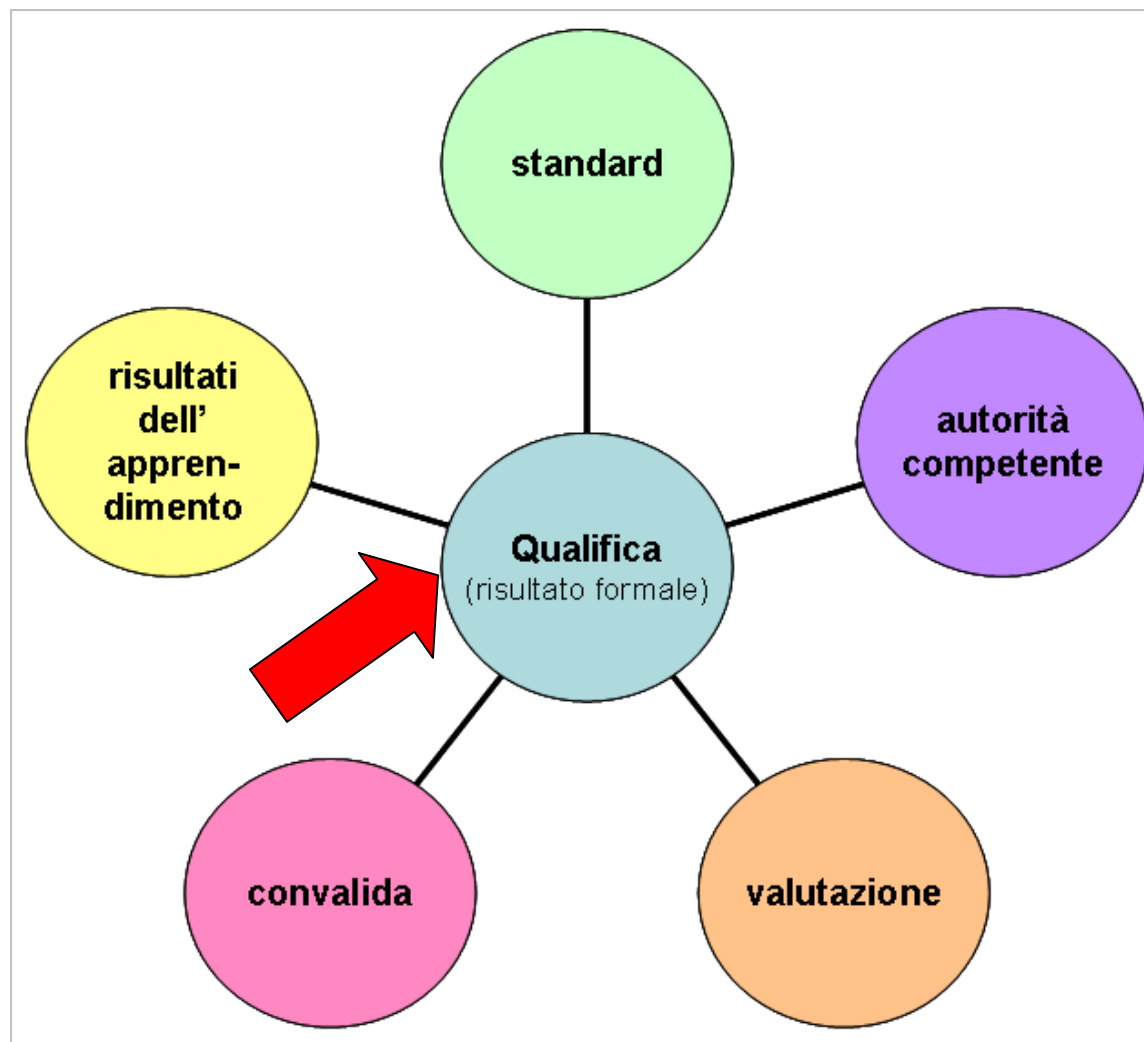 standard
risultati
dell’
appren-
dimento
autorità
competente
Qualifica
(risultato formale)
convalida
valutazione